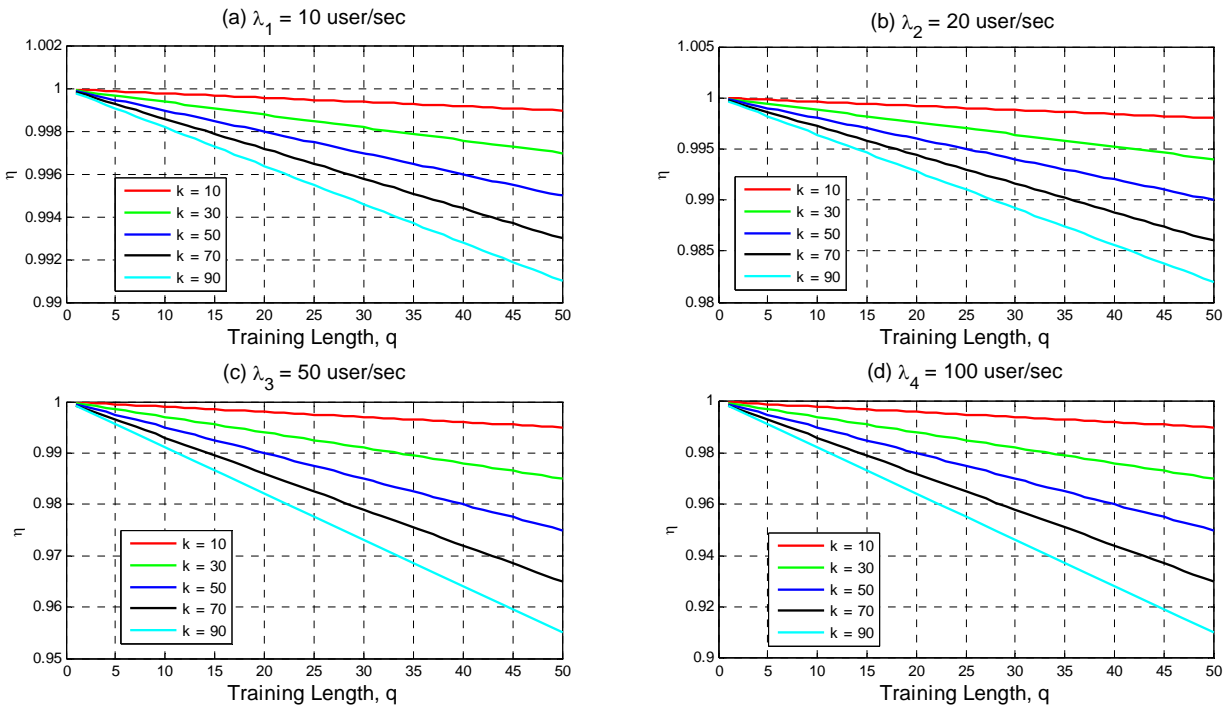 (a) λ1 = 10 user/sec
1.002
1
0.998
0.996
0.994
0.992
0.99
η
k = 10
k = 30
k = 50
k = 70
k = 90
0 5 10 15 20 25 30 35 40 45 50
Training Length, q
(b) λ2 = 20 user/sec
1.005
1
0.995
0.99
0.985
0.98
η
k = 10
k = 30
k = 50
k = 70
k = 90
0 5 10 15 20 25 30 35 40 45 50
Training Length, q
(c) λ3 = 50 user/sec
1
0.99
0.98
0.97
0.96
0.95
η
k = 10
k = 30
k = 50
k = 70
k = 90
0 5 10 15 20 25 30 35 40 45 50
Training Length, q
(d) λ4 = 100 user/sec
1
0.98
0.96
0.94
0.92
0.9
η
k = 10
k = 30
k = 50
k = 70
k = 90
0 5 10 15 20 25 30 35 40 45 50
Training Length, q